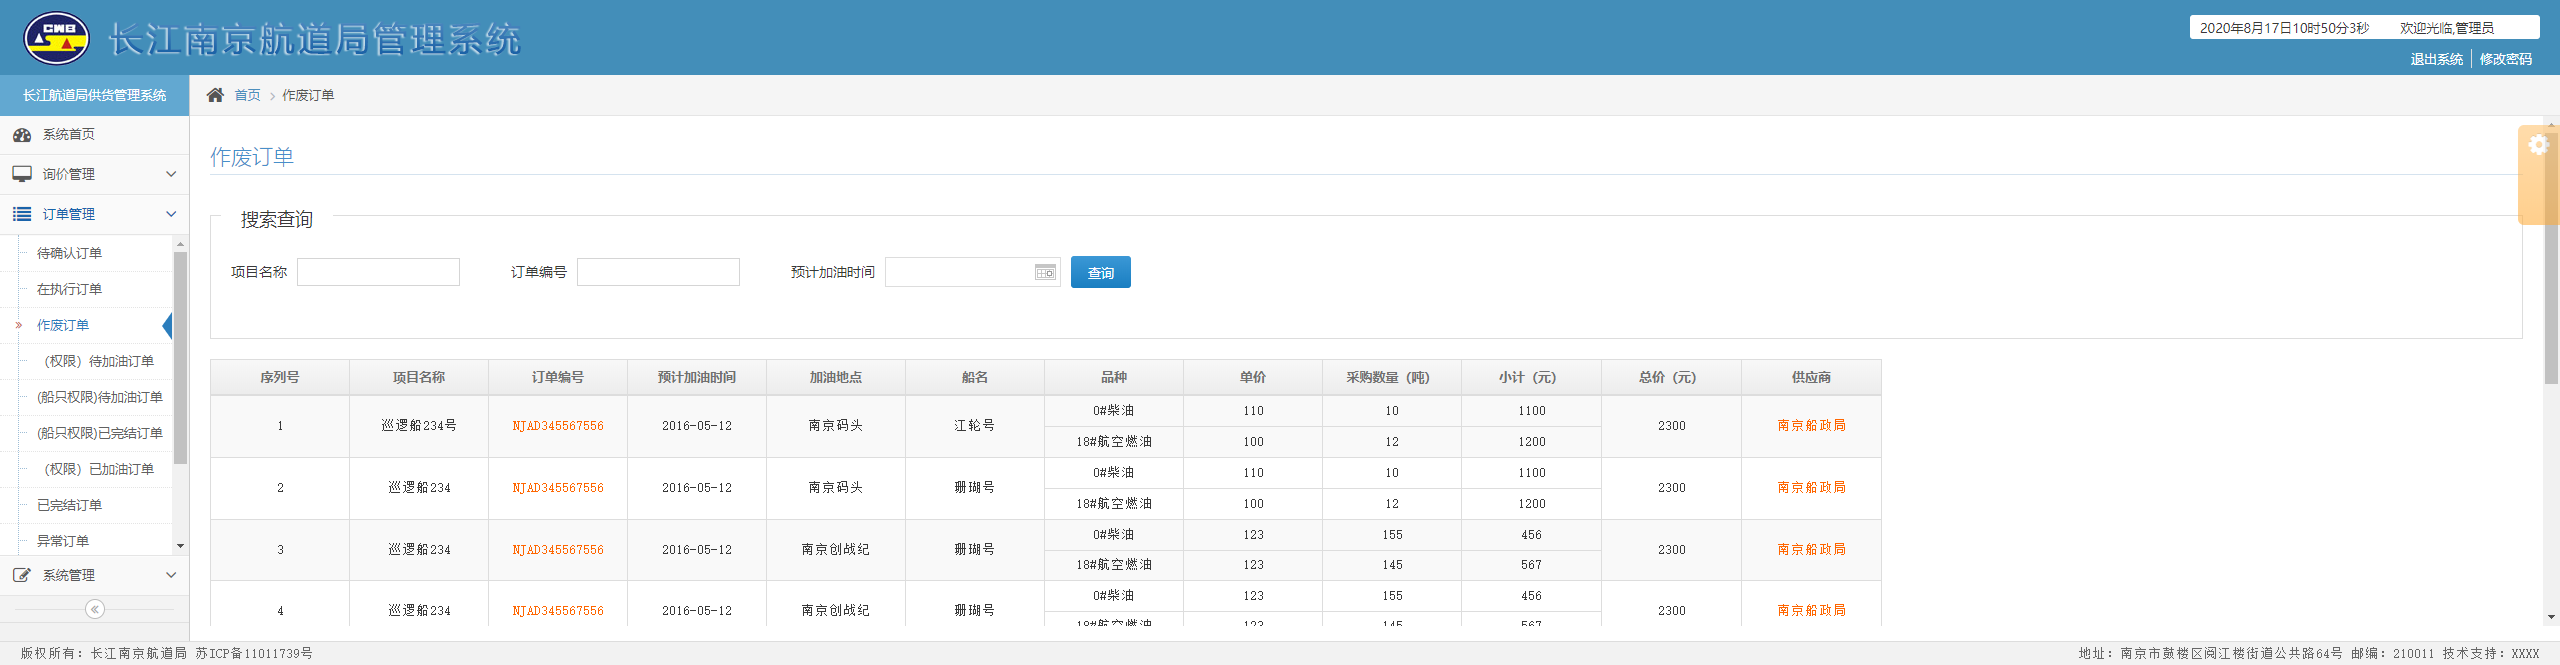 CWB 长江南京航道局管理系统
2020年8月17日10时50分3秒 欢迎光临,管理员
退出系统 修改密码
长江航道局供货管理系统
首页 作废订单
系统首页
询价管理
订单管理
待确认订单
在执行订单
作废订单
（权限）待加油订单
(船只权限)待加油订单
(船只权限)已完结订单
（权限）已加油订单
已完结订单
异常订单
系统管理
作废订单
搜索查询
项目名称 订单编号 预计加油时间 查询
序列号 项目名称 订单编号 预计加油时间 加油地点 船名 品种 单价 采购数量（吨） 小计（元） 总价（元） 供应商
1 巡逻船234号 NJAD345567556 2016-05-12 南京码头 江轮号 0#柴油 110 10 1100 2300 南京船政局
18#航空燃油 100 12 1200
2 巡逻船234 NJAD345567556 2016-05-12 南京码头 珊瑚号 0#柴油 110 10 1100 2300 南京船政局
18#航空燃油 100 12 1200
3 巡逻船234 NJAD345567556 2016-05-12 南京创战纪 珊瑚号 0#柴油 123 155 456 2300 南京船政局
18#航空燃油 123 145 567
4 巡逻船234 NJAD345567556 2016-05-12 南京创战纪 珊瑚号 0#柴油 123 155 456 2300 南京船政局
18#航空燃油 123 145 567
版权所有：长江南京航道局 苏ICP备11011739号
地址：南京市鼓楼区阅江楼街道公共路64号 邮编：210011 技术支持：XXXX